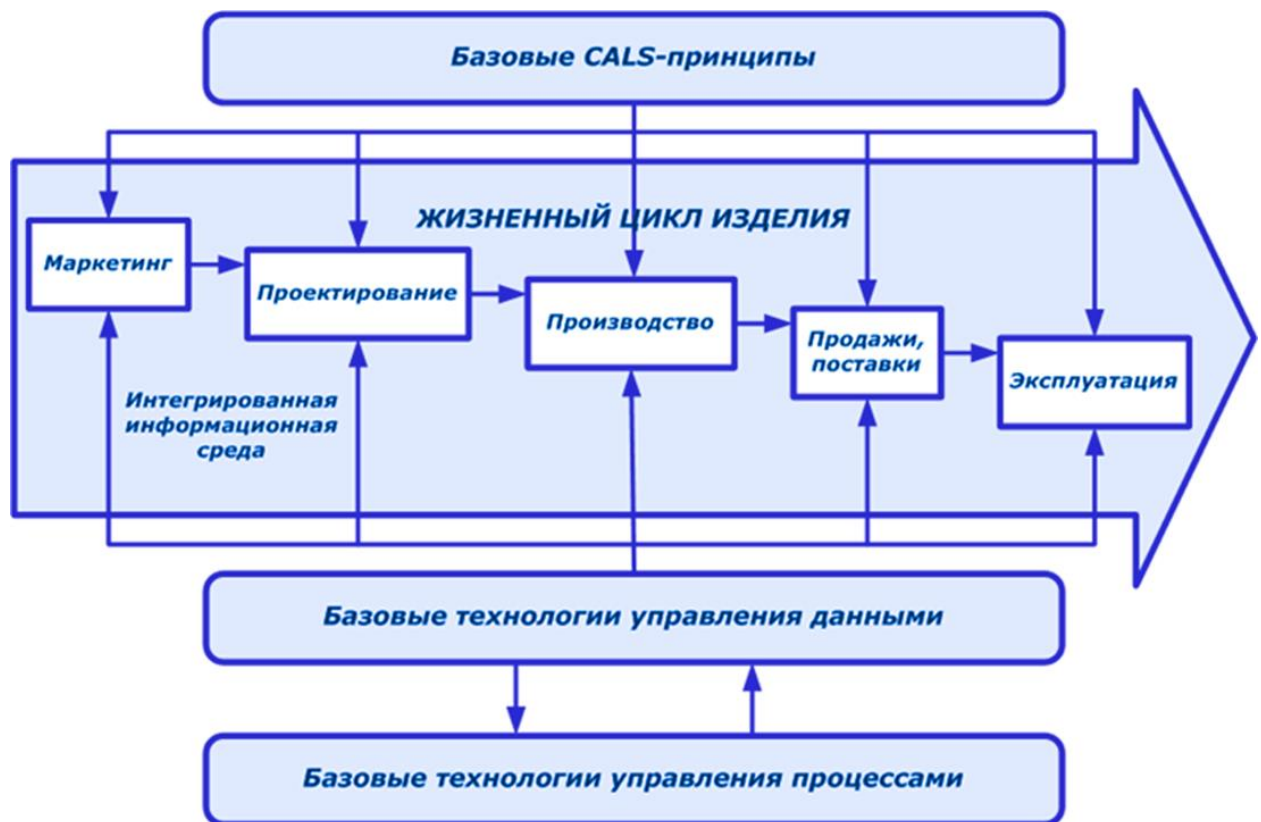 Базовые CALS-принципы
ЖИЗНЕННЫЙ ЦИКЛ ИЗДЕЛИЯ
Маркетинг
Проектирование
Производство
Продажи,
поставки
Эксплуатация
Интегрированная
информационная
среда
Базовые технологии управления данными
Базовые технологии управления процессами